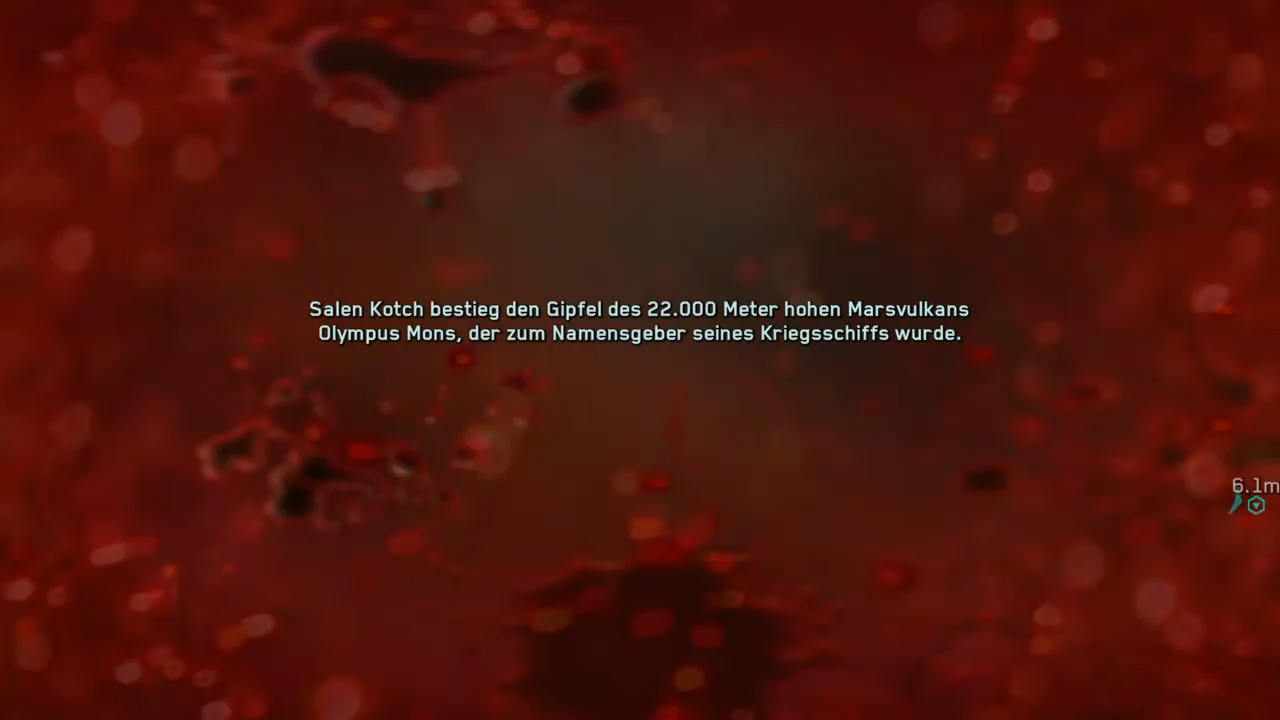 Salen Kotch bestieg den Gipfel des 22.000 Meter hohen Marsvulkans
Olympus Mons, der zum Namensgeber seines Kriegsschiffs wurde.
6.1m